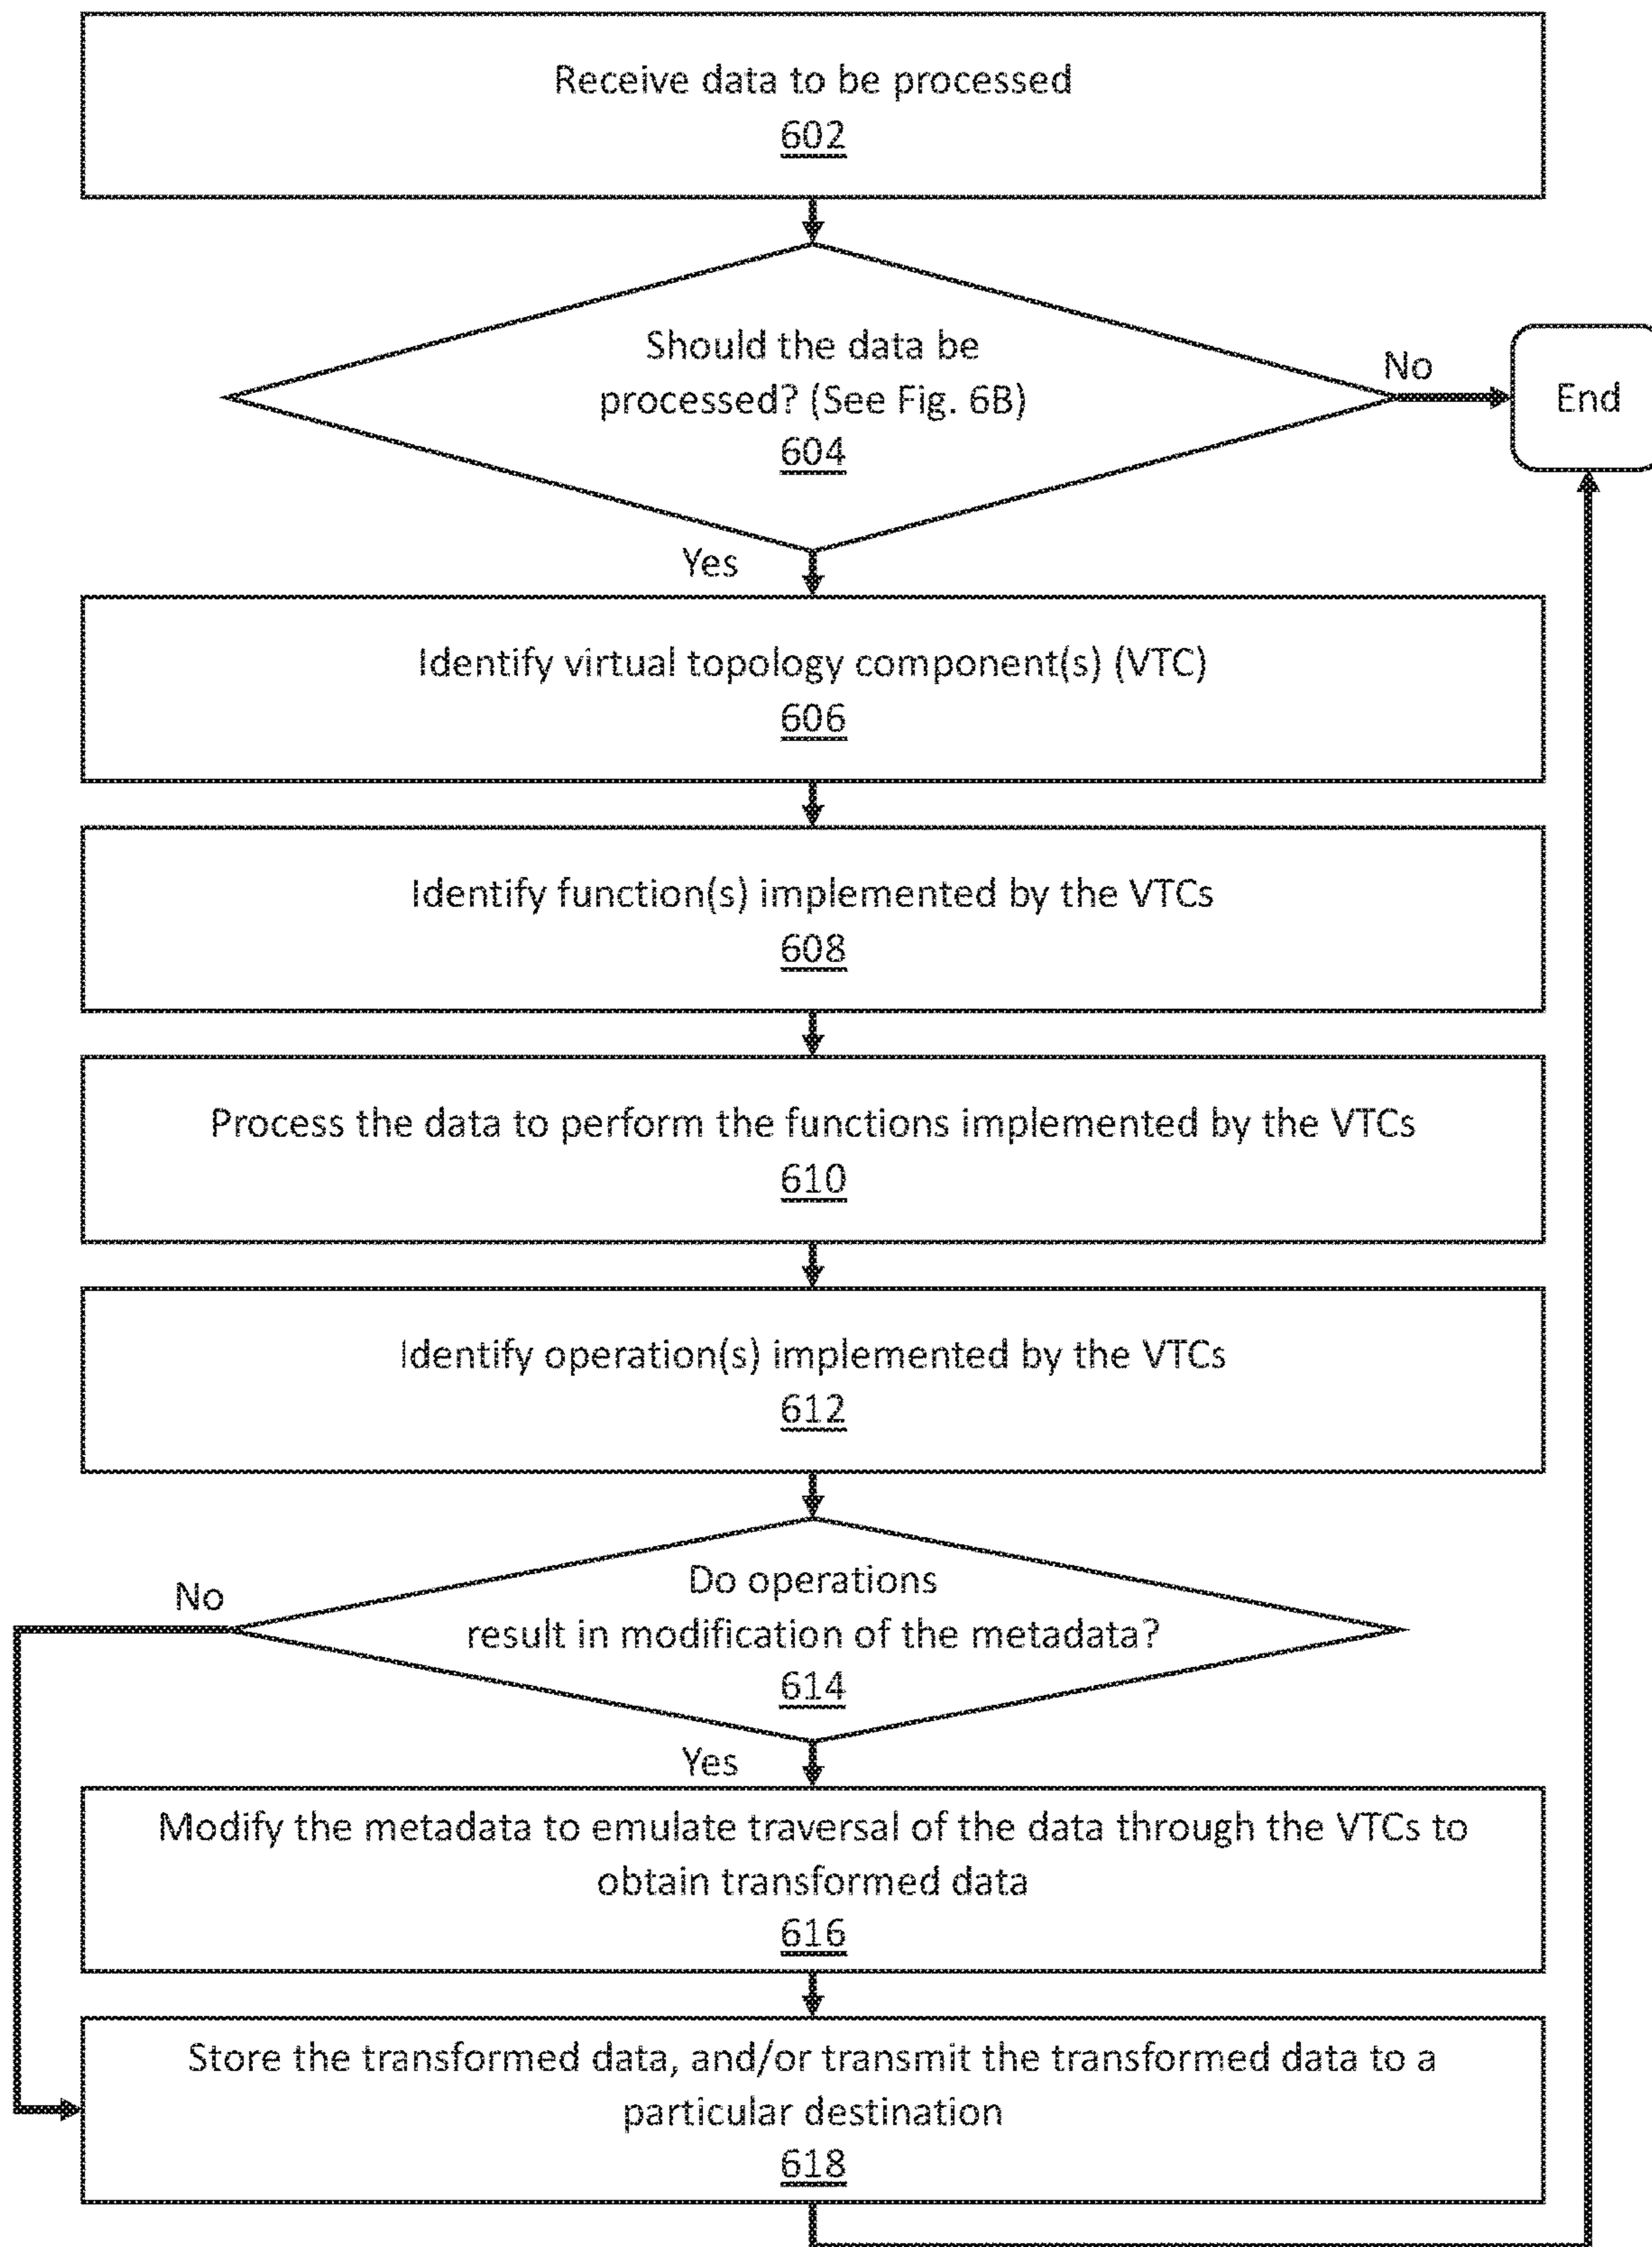 Receive data to be processed
602
Should the data be
processed? (See Fig. 6B)
604
No
End
Yes
Identify virtual topology component(s) (VTC)
606
Identify function(s) implemented by the VTCs
608
Process the data to perform the functions implemented by the VTCs
610
Identify operation(s) implemented by the VTCs
612
Do operations
result in modification of the metadata?
614
No
Yes
Modify the metadata to emulate traversal of the data through the VTCs to
obtain transformed data
616
Store the transformed data, and/or transmit the transformed data to a
particular destination
618